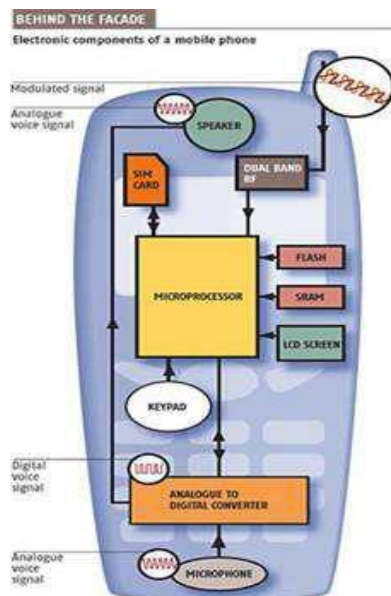 BEHIND THE FACADE
Electronic components of a mobile phone
Modulated signal
Analogue
voice signal
SPEAKER
SIM
CARD
DUAL BAND
RF
MICROPROCESSOR
FLASH
SRAM
LCD SCREEN
KEYPAD
Digital
voice
signal
ANALOGUE TO
DIGITAL CONVERTER
Analogue
voice signal
MICROPHONE